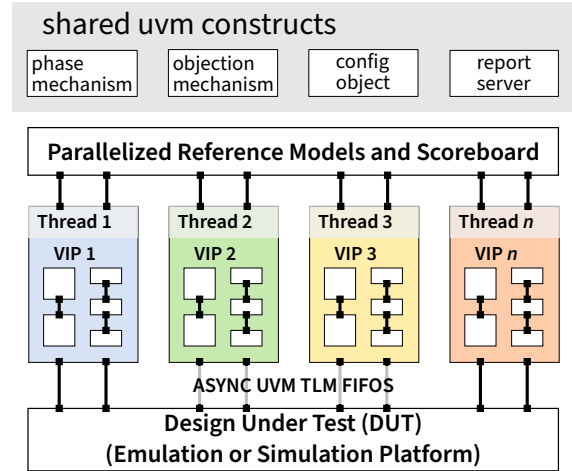 shared uvm constructs
phase
mechanism
objection
mechanism
config
object
report
server
Parallelized Reference Models and Scoreboard
Thread 1
VIP 1
Thread 2
VIP 2
Thread 3
VIP 3
Thread n
VIP n
ASYNC UVM TLM FIFOS
Design Under Test (DUT)
(Emulation or Simulation Platform)